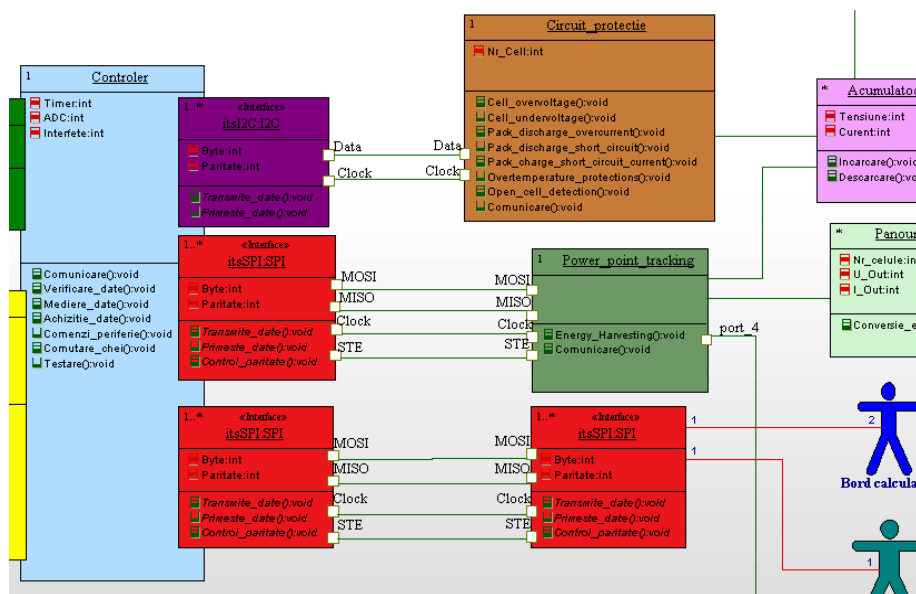 1
Controler
Timer:int
ADC:int
Interfete:int
Comunicare():void
Verificare_date():void
Mediere_date():void
Achizitie_date():void
Comenzi_periferie():void
Comutare_chei():void
Testare():void
1..* «Interface»
itsI2C:I2C
Byte:int
Paritate:int
Transmite_date():void
Primeste_date():void
Data
Data
Clock
Clock
1
Circuit_protectie
Nr_Cell:int
Cell_overvoltage():void
Cell_undervoltage():void
Pack_discharge_overcurrent():void
Pack_discharge_short_circuit():void
Pack_charge_short_circuit_current():void
Overtemperature_protections():void
Open_cell_detection():void
Comunicare():void
* Acumulatoa
Tensiune:int
Curent:int
Incarcare():vo
Descarcare():vo
1..* «Interface»
itsSPI:SPI
Byte:int
Paritate:int
Transmite_date():void
Primeste_date():void
Control_paritate():void
MOSI
MOSI
MISO
MISO
Clock
Clock
STE
STE
1
Power_point_tracking
Energy_Harvesting():void
Comunicare():void
port_4
* Panour
Nr_celule:int
U_Out:int
I_Out:int
Conversie_e
1..* «Interface»
itsSPI:SPI
Byte:int
Paritate:int
Transmite_date():void
Primeste_date():void
Control_paritate():void
MOSI
MOSI
MISO
MISO
Clock
Clock
STE
STE
1..* «Interface»
itsSPI:SPI
Byte:int
Paritate:int
Transmite_date():void
Primeste_date():void
Control_paritate():void
1
2
1
1
Bord calcula